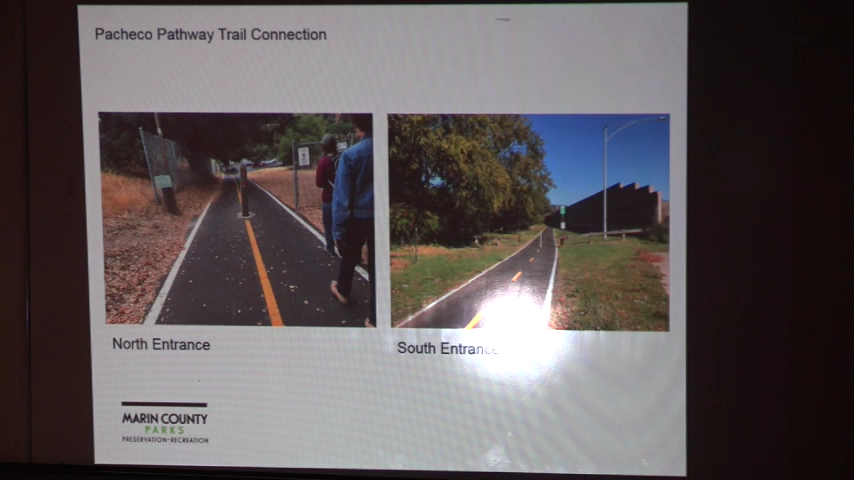 Pacheco Pathway Trail Connection
North Entrance
South Entrance
MARIN COUNTY
PARKS
PRESERVATION•RECREATION